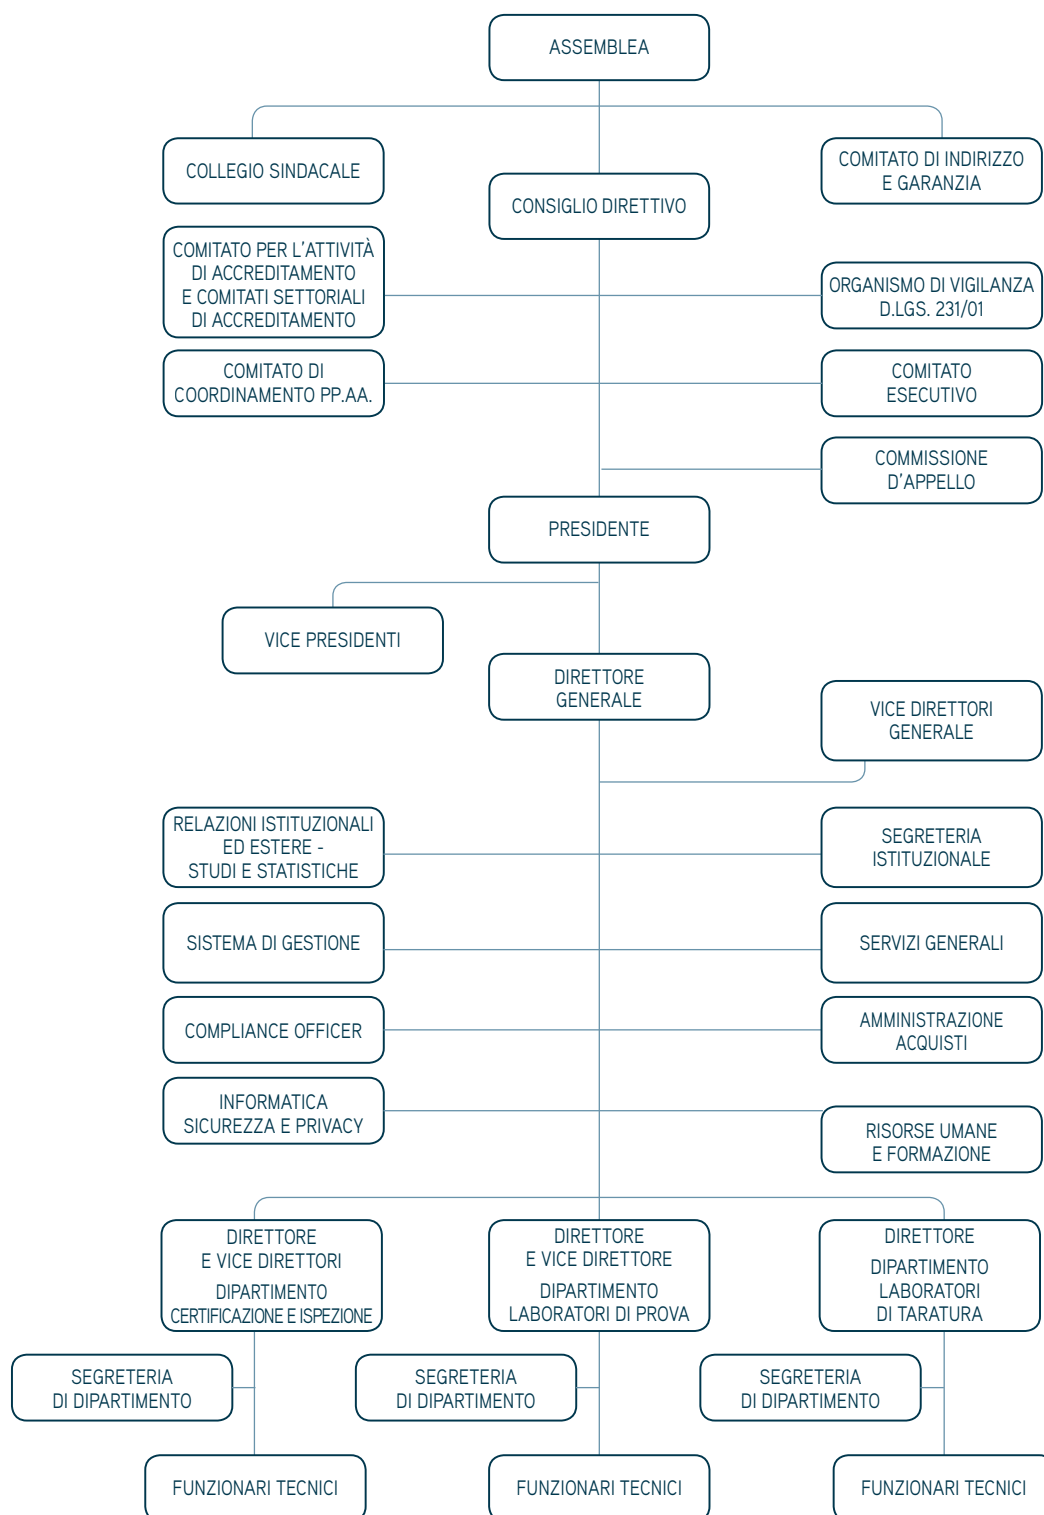 ASSEMBLEA
COLLEGIO SINDACALE
COMITATO DI INDIRIZZO
E GARANZIA
CONSIGLIO DIRETTIVO
COMITATO PER L'ATTIVITÀ
DI ACCREDITAMENTO
E COMITATI SETTORIALI
DI ACCREDITAMENTO
ORGANISMO DI VIGILANZA
D.LGS. 231/01
COMITATO DI
COORDINAMENTO PP.AA.
COMITATO
ESECUTIVO
COMMISSIONE
D'APPELLO
PRESIDENTE
VICE PRESIDENTI
DIRETTORE
GENERALE
VICE DIRETTORI
GENERALE
RELAZIONI ISTITUZIONALI
ED ESTERE -
STUDI E STATISTICHE
SEGRETERIA
ISTITUZIONALE
SISTEMA DI GESTIONE
SERVIZI GENERALI
COMPLIANCE OFFICER
AMMINISTRAZIONE
ACQUISTI
INFORMATICA
SICUREZZA E PRIVACY
RISORSE UMANE
E FORMAZIONE
DIRETTORE
E VICE DIRETTORI
DIPARTIMENTO
CERTIFICAZIONE E ISPEZIONE
DIRETTORE
E VICE DIRETTORE
DIPARTIMENTO
LABORATORI DI PROVA
DIRETTORE
DIPARTIMENTO
LABORATORI
DI TARATURA
SEGRETERIA
DI DIPARTIMENTO
SEGRETERIA
DI DIPARTIMENTO
SEGRETERIA
DI DIPARTIMENTO
FUNZIONARI TECNICI
FUNZIONARI TECNICI
FUNZIONARI TECNICI